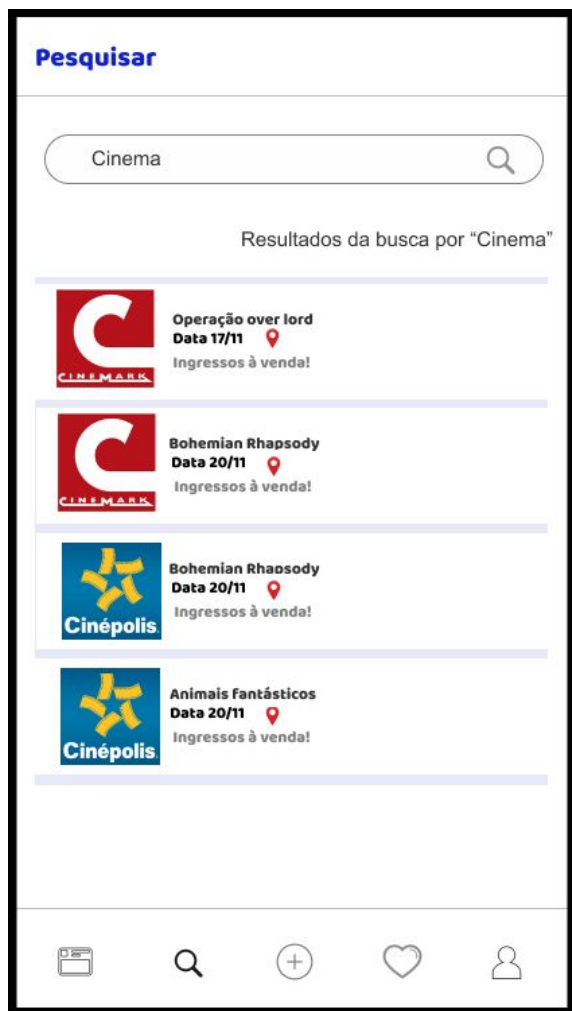 Pesquisar
Cinema
Resultados da busca por “Cinema”
CINEMARK
Operação over lord
Data 17/11
Ingressos à venda!
CINEMARK
Bohemian Rhapsody
Data 20/11
Ingressos à venda!
Cinépolis
Bohemian Rhapsody
Data 20/11
Ingressos à venda!
Cinépolis
Animais fantásticos
Data 20/11
Ingressos à venda!